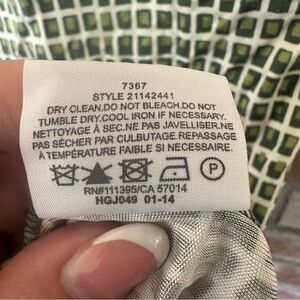 7367
STYLE 21142441
DRY CLEAN.DO NOT BLEACH.DO NOT
TUMBLE DRY.COOL IRON IF NECESSARY.
NETTOYAGE À SEC.NE PAS JAVELLISER.NE
PAS SÉCHER PAR CULBUTAGE.REPASSAGE
À TEMPÉRATURE FAIBLE SI NÉCESSAIRE.
P
RN#111395/CA 57014
HGJ049 01-14